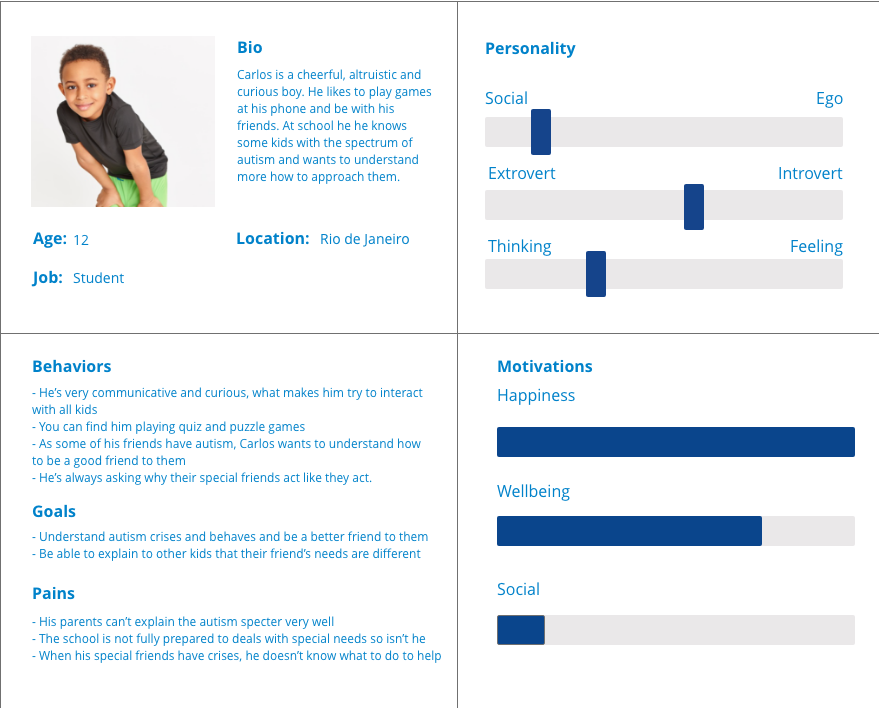 Bio
Carlos is a cheerful, altruistic and
curious boy. He likes to play games
at his phone and be with his
friends. At school he he knows
some kids with the spectrum of
autism and wants to understand
more how to approach them.
Age: 12
Location: Rio de Janeiro
Job: Student
Personality
Social Ego
Extrovert Introvert
Thinking Feeling
Behaviors
- He's very communicative and curious, what makes him try to interact
with all kids
- You can find him playing quiz and puzzle games
- As some of his friends have autism, Carlos wants to understand how
to be a good friend to them
- He's always asking why their special friends act like they act.
Goals
- Understand autism crises and behaves and be a better friend to them
- Be able to explain to other kids that their friend's needs are different
Pains
- His parents can't explain the autism specter very well
- The school is not fully prepared to deals with special needs so isn't he
- When his special friends have crises, he doesn't know what to do to help
Motivations
Happiness
Wellbeing
Social